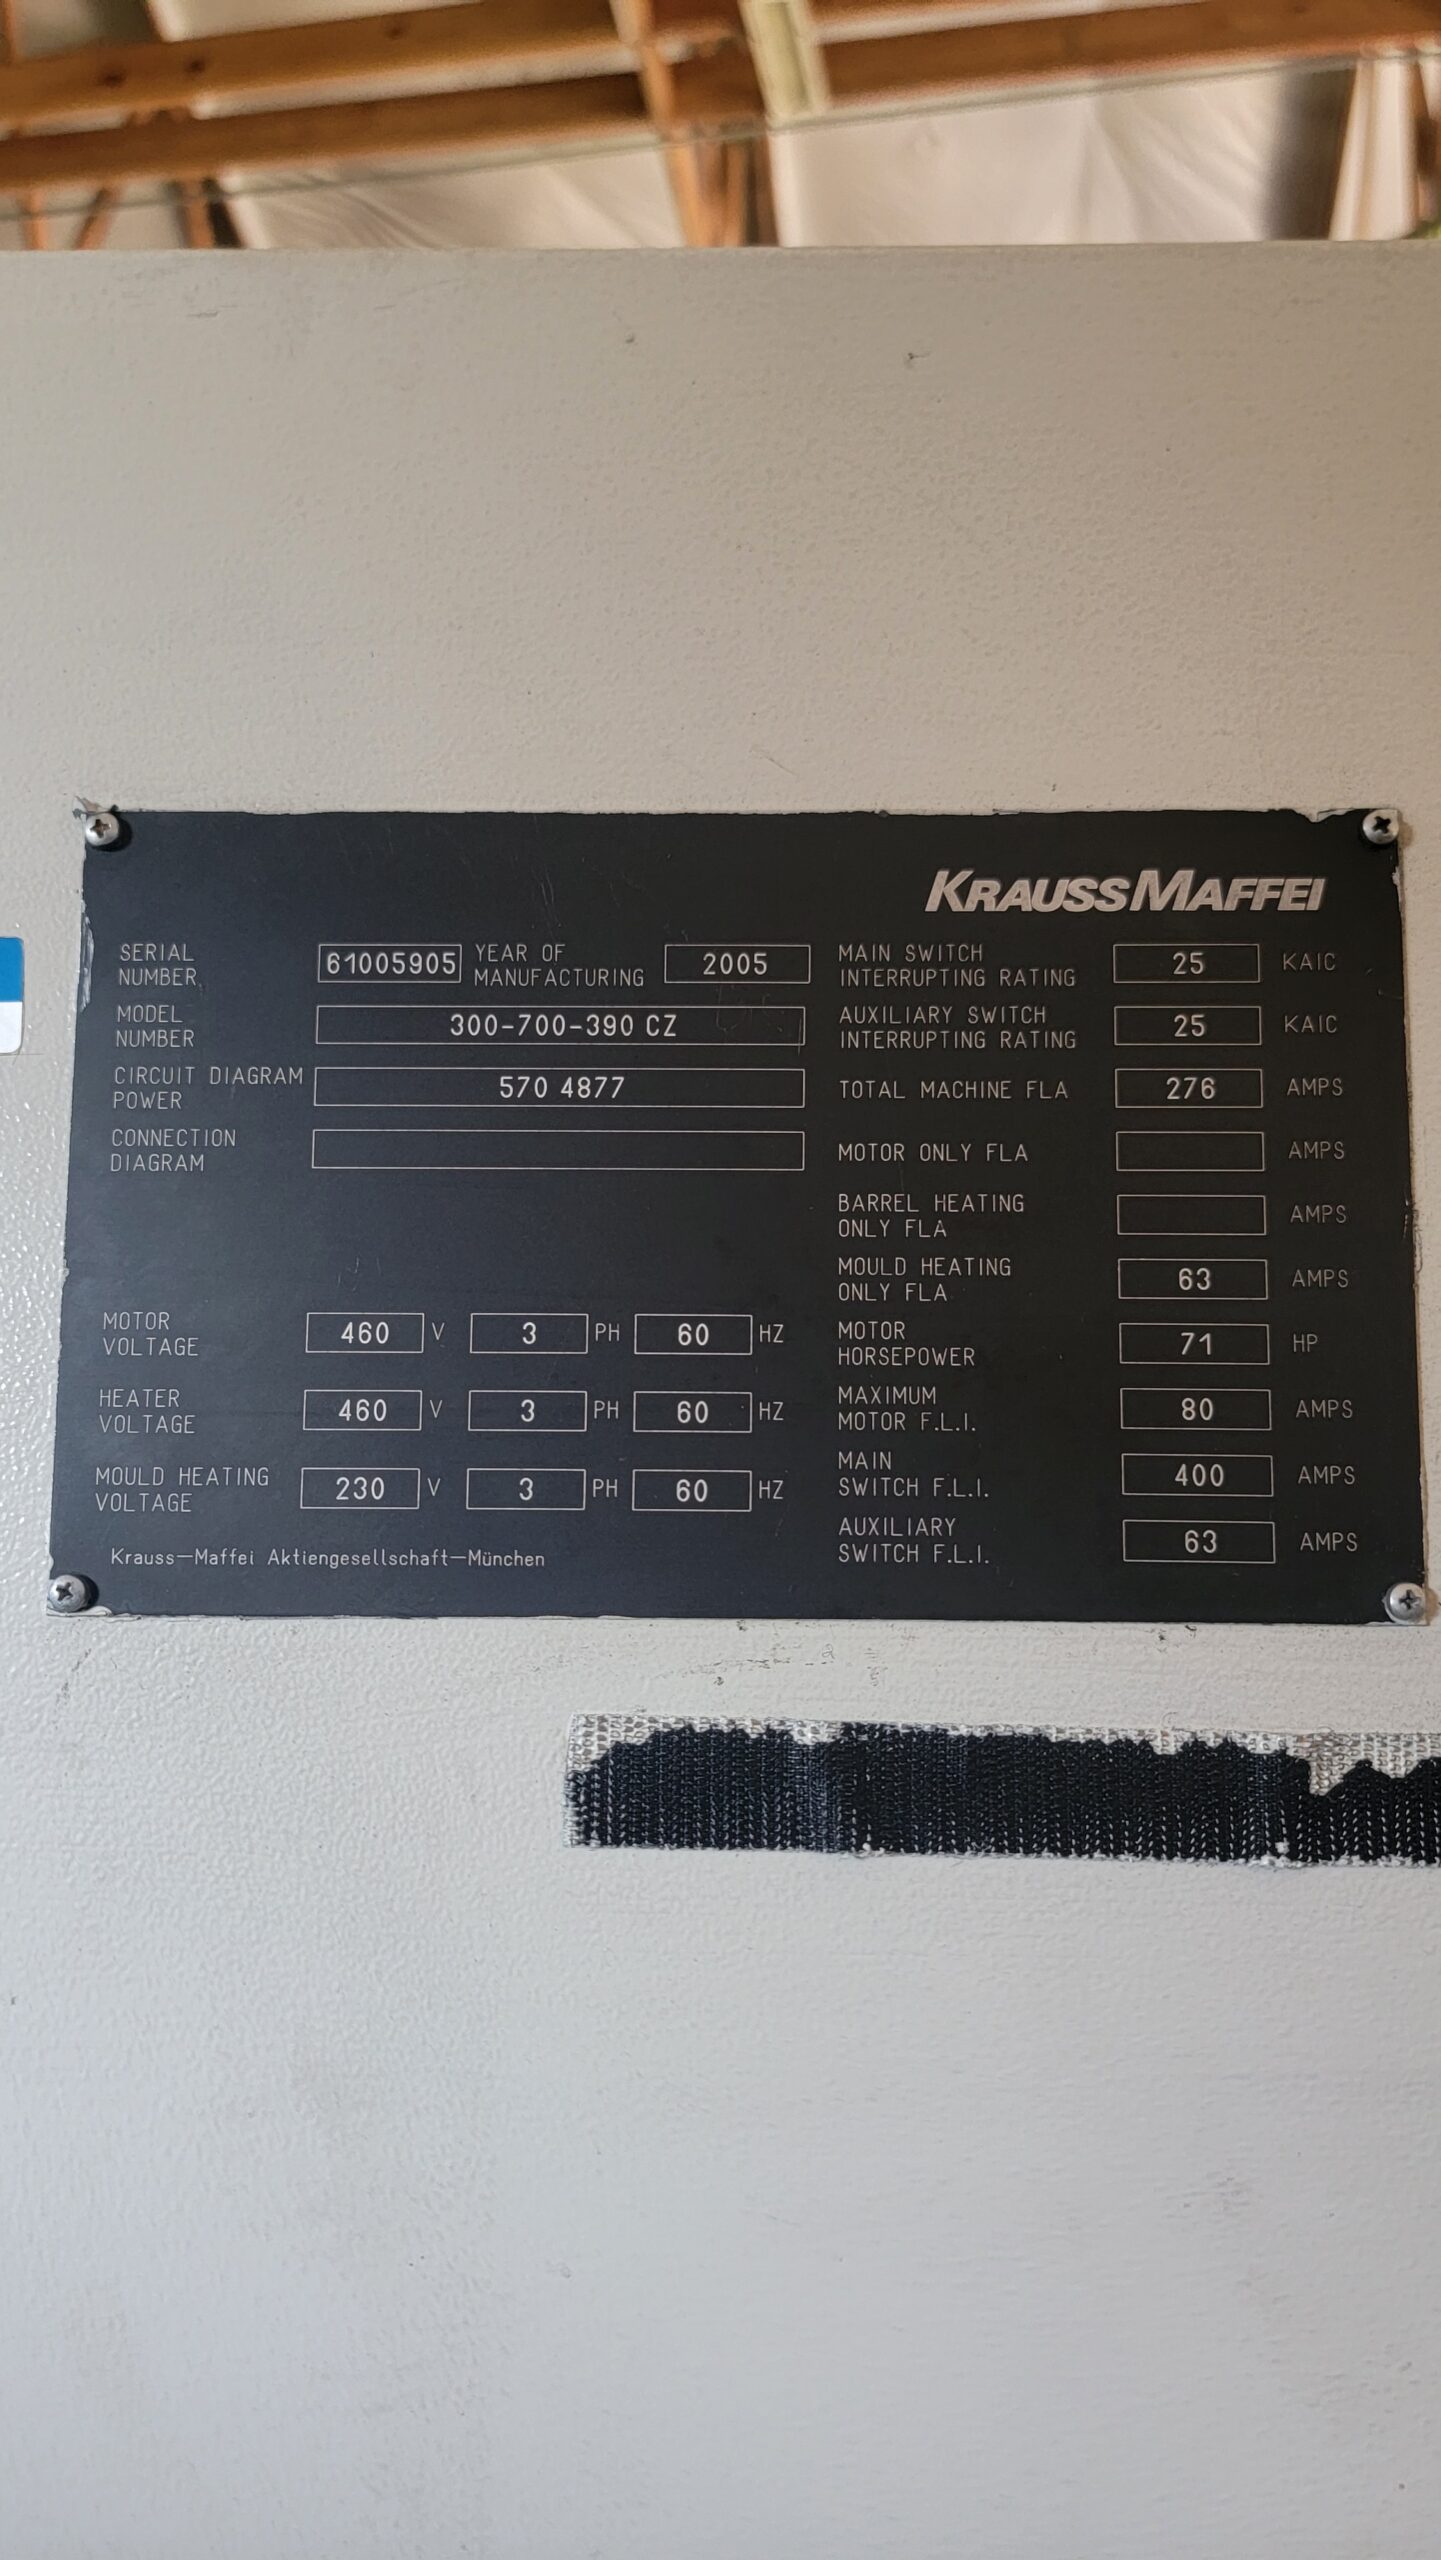 KRAUSSMAFFEI
SERIAL NUMBER 61005905 YEAR OF MANUFACTURING 2005
MODEL NUMBER 300-700-390 CZ
CIRCUIT DIAGRAM POWER 570 4877
CONNECTION DIAGRAM
MOTOR VOLTAGE 460 V 3 PH 60 HZ
HEATER VOLTAGE 460 V 3 PH 60 HZ
MOULD HEATING VOLTAGE 230 V 3 PH 60 HZ
Krauss-Maffei Aktiengesellschaft-München
MAIN SWITCH INTERRUPTING RATING 25 KAIC
AUXILIARY SWITCH INTERRUPTING RATING 25 KAIC
TOTAL MACHINE FLA 276 AMPS
MOTOR ONLY FLA AMPS
BARREL HEATING ONLY FLA AMPS
MOULD HEATING ONLY FLA 63 AMPS
MOTOR HORSEPOWER 71 HP
MAXIMUM MOTOR F.L.I. 80 AMPS
MAIN SWITCH F.L.I. 400 AMPS
AUXILIARY SWITCH F.L.I. 63 AMPS